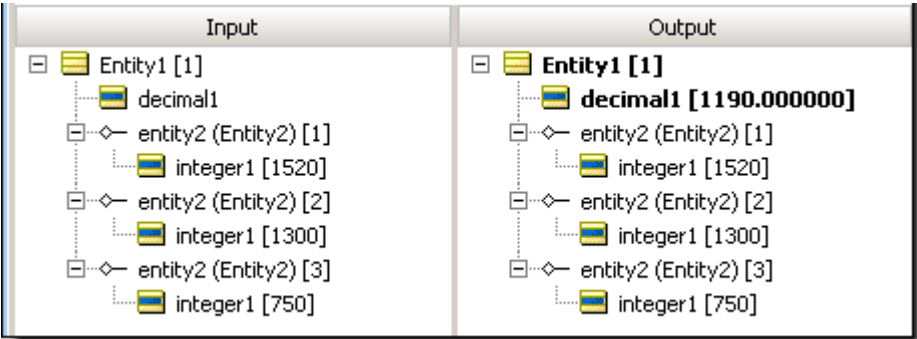 Input
Entity1 [1]
decimal1
entity2 (Entity2) [1]
integer1 [1520]
entity2 (Entity2) [2]
integer1 [1300]
entity2 (Entity2) [3]
integer1 [750]
Output
Entity1 [1]
decimal1 [1190.000000]
entity2 (Entity2) [1]
integer1 [1520]
entity2 (Entity2) [2]
integer1 [1300]
entity2 (Entity2) [3]
integer1 [750]